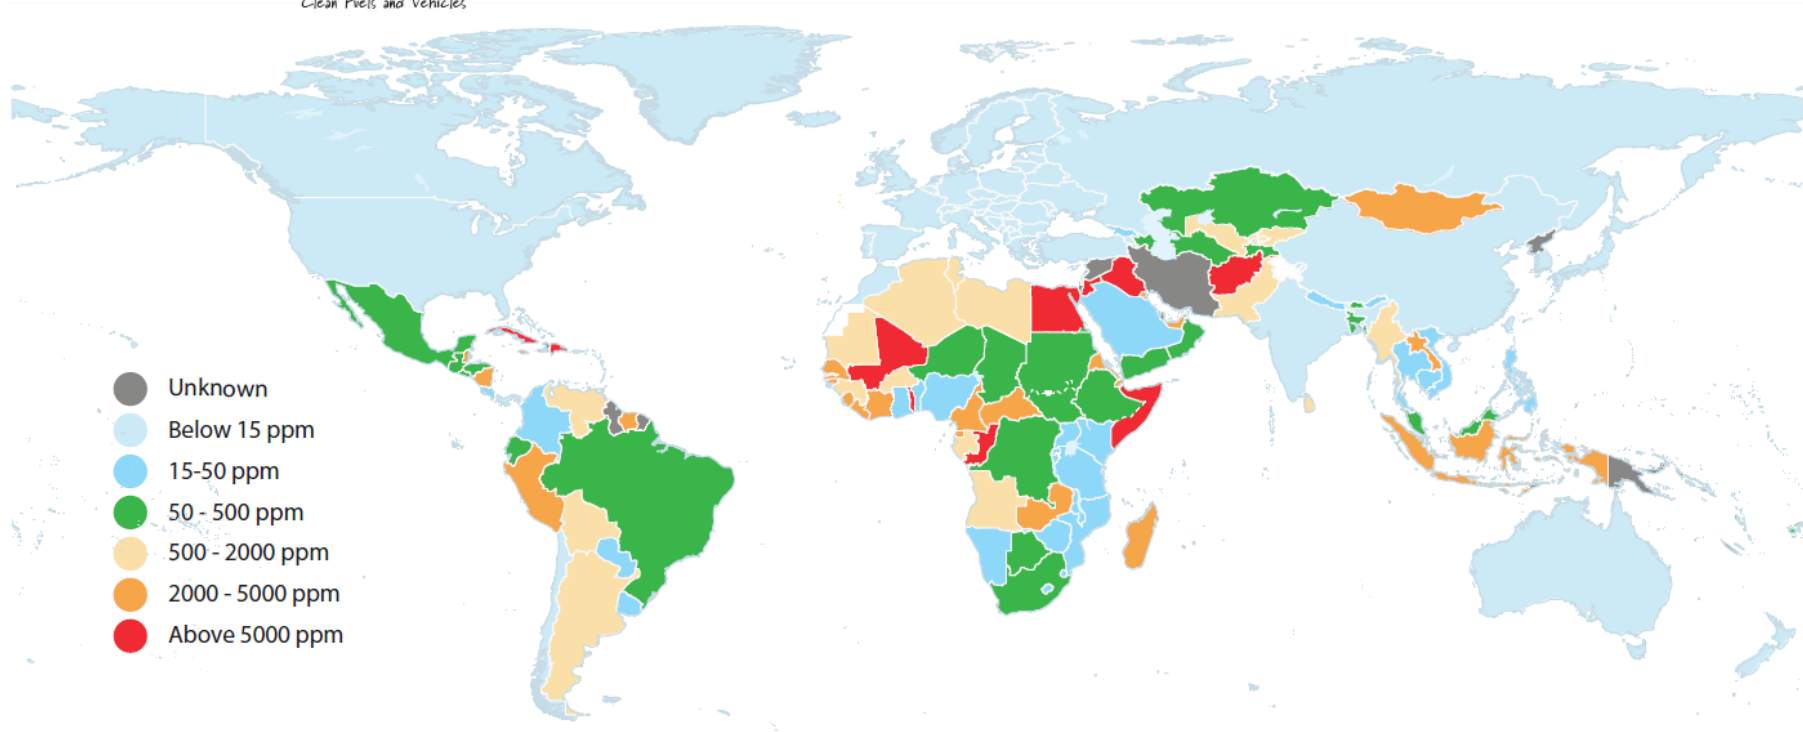 Clean Fuels and Vehicles
Unknown
Below 15 ppm
15-50 ppm
50 - 500 ppm
500 - 2000 ppm
2000 - 5000 ppm
Above 5000 ppm